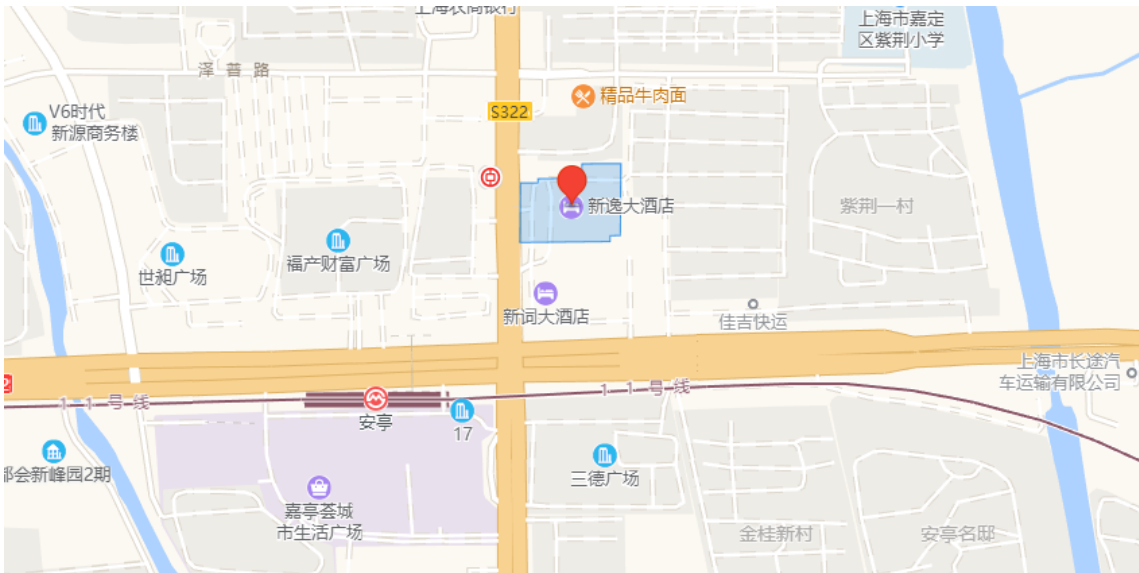 上海农商银行
上海市嘉定
区紫荆小学
泽普路
精品牛肉面
S322
V6时代
新源商务楼
新逸大酒店
紫荆一村
福产财富广场
世昶广场
新词大酒店
佳吉快运
上海市长途汽
车运输有限公司
11号线
11号线
安亭
17
都会新峰园2期
三德广场
嘉亭荟城
市生活广场
金桂新村
安亭名邸